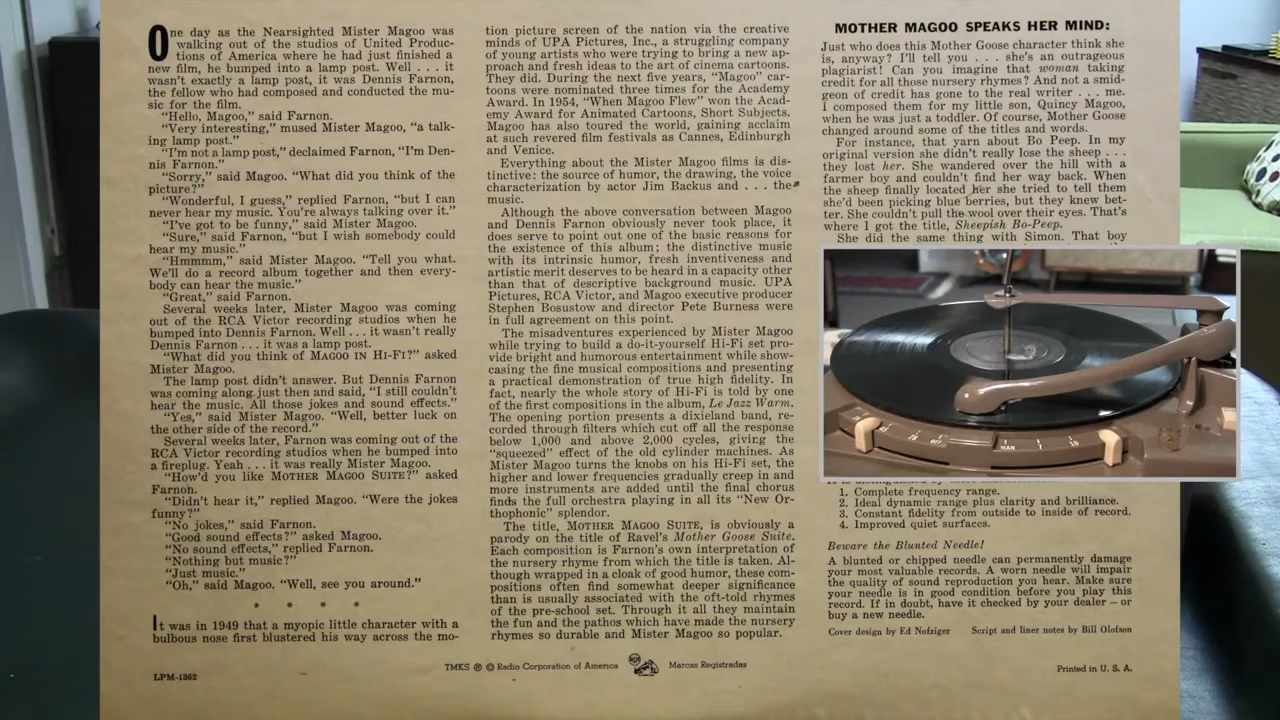 One day as the Nearsighted Mister Magoo was
walking out of the studios of United Produc-
tions of America where he had just finished a
new film, he bumped into a lamp post. Well . . . it
wasn't exactly a lamp post, it was Dennis Farnon,
the fellow who had composed and conducted the mu-
sic for the film.
"Hello, Magoo," said Farnon.
"Very interesting," mused Mister Magoo, "a talk-
ing lamp post."
"I'm not a lamp post," declaimed Farnon, "I'm Den-
nis Farnon."
"Sorry," said Magoo. "What did you think of the
picture?"
"Wonderful, I guess," replied Farnon, "but I can
never hear my music. You're always talking over it."
"I've got to be funny," said Mister Magoo.
"Sure," said Farnon, "but I wish somebody could
hear my music."
"Hmmmm," said Mister Magoo. "Tell you what.
We'll do a record album together and then every-
body can hear the music."
"Great," said Farnon.
Several weeks later, Mister Magoo was coming
out of the RCA Victor recording studios when he
bumped into Dennis Farnon. Well . . . it wasn't really
Dennis Farnon . . . it was a lamp post.
"What did you think of MAGOO IN HI-FI?" asked
Mister Magoo.
The lamp post didn't answer. But Dennis Farnon
was coming along just then and said, "I still couldn't
hear the music. All those jokes and sound effects."
"Yes," said Mister Magoo. "Well, better luck on
the other side of the record."
Several weeks later, Farnon was coming out of the
RCA Victor recording studios when he bumped into
a fireplug. Yeah . . . it was really Mister Magoo.
"How'd you like MOTHER MAGOO SUITE?" asked
Farnon.
"Didn't hear it," replied Magoo. "Were the jokes
funny?"
"No jokes," said Farnon.
"Good sound effects?" asked Magoo.
"No sound effects," replied Farnon.
"Nothing but music?"
"Just music."
"Oh," said Magoo. "Well, see you around."
* * * *
It was in 1949 that a myopic little character with a
bulbous nose first blustered his way across the mo-
tion picture screen of the nation via the creative
minds of UPA Pictures, Inc., a struggling company
of young artists who were trying to bring a new ap-
proach and fresh ideas to the art of cinema cartoons.
They did. During the next five years, "Magoo" car-
toons were nominated three times for the Academy
Award. In 1954, "When Magoo Flew" won the Acad-
emy Award for Animated Cartoons, Short Subjects.
Magoo has also toured the world, gaining acclaim
at such revered film festivals as Cannes, Edinburgh
and Venice.
Everything about the Mister Magoo films is dis-
tinctive: the source of humor, the drawing, the voice
characterization by actor Jim Backus and . . . the
music.
Although the above conversation between Magoo
and Dennis Farnon obviously never took place, it
does serve to point out one of the basic reasons for
the existence of this album; the distinctive music
with its intrinsic humor, fresh inventiveness and
artistic merit deserves to be heard in a capacity other
than that of descriptive background music. UPA
Pictures, RCA Victor, and Magoo executive producer
Stephen Bosustow and director Pete Burness were
in full agreement on this point.
The misadventures experienced by Mister Magoo
while trying to build a do-it-yourself Hi-Fi set pro-
vide bright and humorous entertainment while show-
casing the fine musical compositions and presenting
a practical demonstration of true high fidelity. In
fact, nearly the whole story of Hi-Fi is told by one
of the first compositions in the album, Le Jazz Warm.
The opening portion presents a dixieland band, re-
corded through filters which cut off all the response
below 1,000 and above 2,000 cycles, giving the
"squeezed" effect of the old cylinder machines. As
Mister Magoo turns the knobs on his Hi-Fi set, the
higher and lower frequencies gradually creep in and
more instruments are added until the final chorus
finds the full orchestra playing in all its "New Or-
thophonic" splendor.
The title, MOTHER MAGOO SUITE, is obviously a
parody on the title of Ravel's Mother Goose Suite.
Each composition is Farnon's own interpretation of
the nursery rhyme from which the title is taken. Al-
though wrapped in a cloak of good humor, these com-
positions often find somewhat deeper significance
than is usually associated with the oft-told rhymes
of the pre-school set. Through it all they maintain
the fun and the pathos which have made the nursery
rhymes so durable and Mister Magoo so popular.
MOTHER MAGOO SPEAKS HER MIND:
Just who does this Mother Goose character think she
is, anyway? I'll tell you . . . she's an outrageous
plagiarist! Can you imagine that woman taking
credit for all those nursery rhymes? And not a smid-
geon of credit has gone to the real writer . . . me.
I composed them for my little son, Quincy Magoo,
when he was just a toddler. Of course, Mother Goose
changed around some of the titles and words.
For instance, that yarn about Bo Peep. In my
original version she didn't really lose the sheep . . .
they lost her. She wandered over the hill with a
farmer boy and couldn't find her way back. When
the sheep finally located her she tried to tell them
she'd been picking blue berries, but they knew bet-
ter. She couldn't pull the wool over their eyes. That's
where I got the title, Sheepish Bo-Peep.
She did the same thing with Simon. That boy
MAN
1. Complete frequency range.
2. Ideal dynamic range plus clarity and brilliance.
3. Constant fidelity from outside to inside of record.
4. Improved quiet surfaces.
Beware the Blunted Needle!
A blunted or chipped needle can permanently damage
your most valuable records. A worn needle will impair
the quality of sound reproduction you hear. Make sure
your needle is in good condition before you play this
record. If in doubt, have it checked by your dealer — or
buy a new needle.
Cover design by Ed Nofziger Script and liner notes by Bill Olofson
TMKS ® © Radio Corporation of America Marcas Registradas
LPM-1362
Printed in U. S. A.